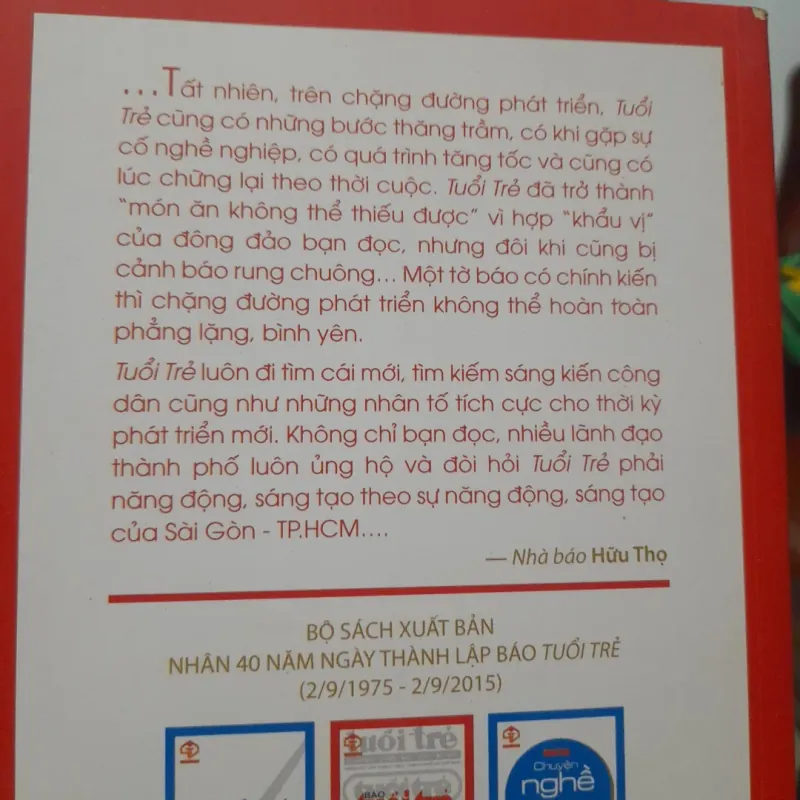 ...Tất nhiên, trên chặng đường phát triển, Tuổi
Trẻ cũng có những bước thăng trầm, có khi gặp sự
cố nghề nghiệp, có quá trình tăng tốc và cũng có
lúc chững lại theo thời cuộc. Tuổi Trẻ đã trở thành
“món ăn không thể thiếu được” vì hợp “khẩu vị”
của đông đảo bạn đọc, nhưng đôi khi cũng bị
cảnh báo rung chuông... Một tờ báo có chính kiến
thì chặng đường phát triển không thể hoàn toàn
phẳng lặng, bình yên.
Tuổi Trẻ luôn đi tìm cái mới, tìm kiếm sáng kiến công
dân cũng như những nhân tố tích cực cho thời kỳ
phát triển mới. Không chỉ bạn đọc, nhiều lãnh đạo
thành phố luôn ủng hộ và đòi hỏi Tuổi Trẻ phải
năng động, sáng tạo theo sự năng động, sáng tạo
của Sài Gòn - TP.HCM....
— Nhà báo Hữu Thọ
BỘ SÁCH XUẤT BẢN
NHÂN 40 NĂM NGÀY THÀNH LẬP BÁO TUỔI TRẺ
(2/9/1975 - 2/9/2015)
tuổi trẻ
BÁO
Chuyện
nghề